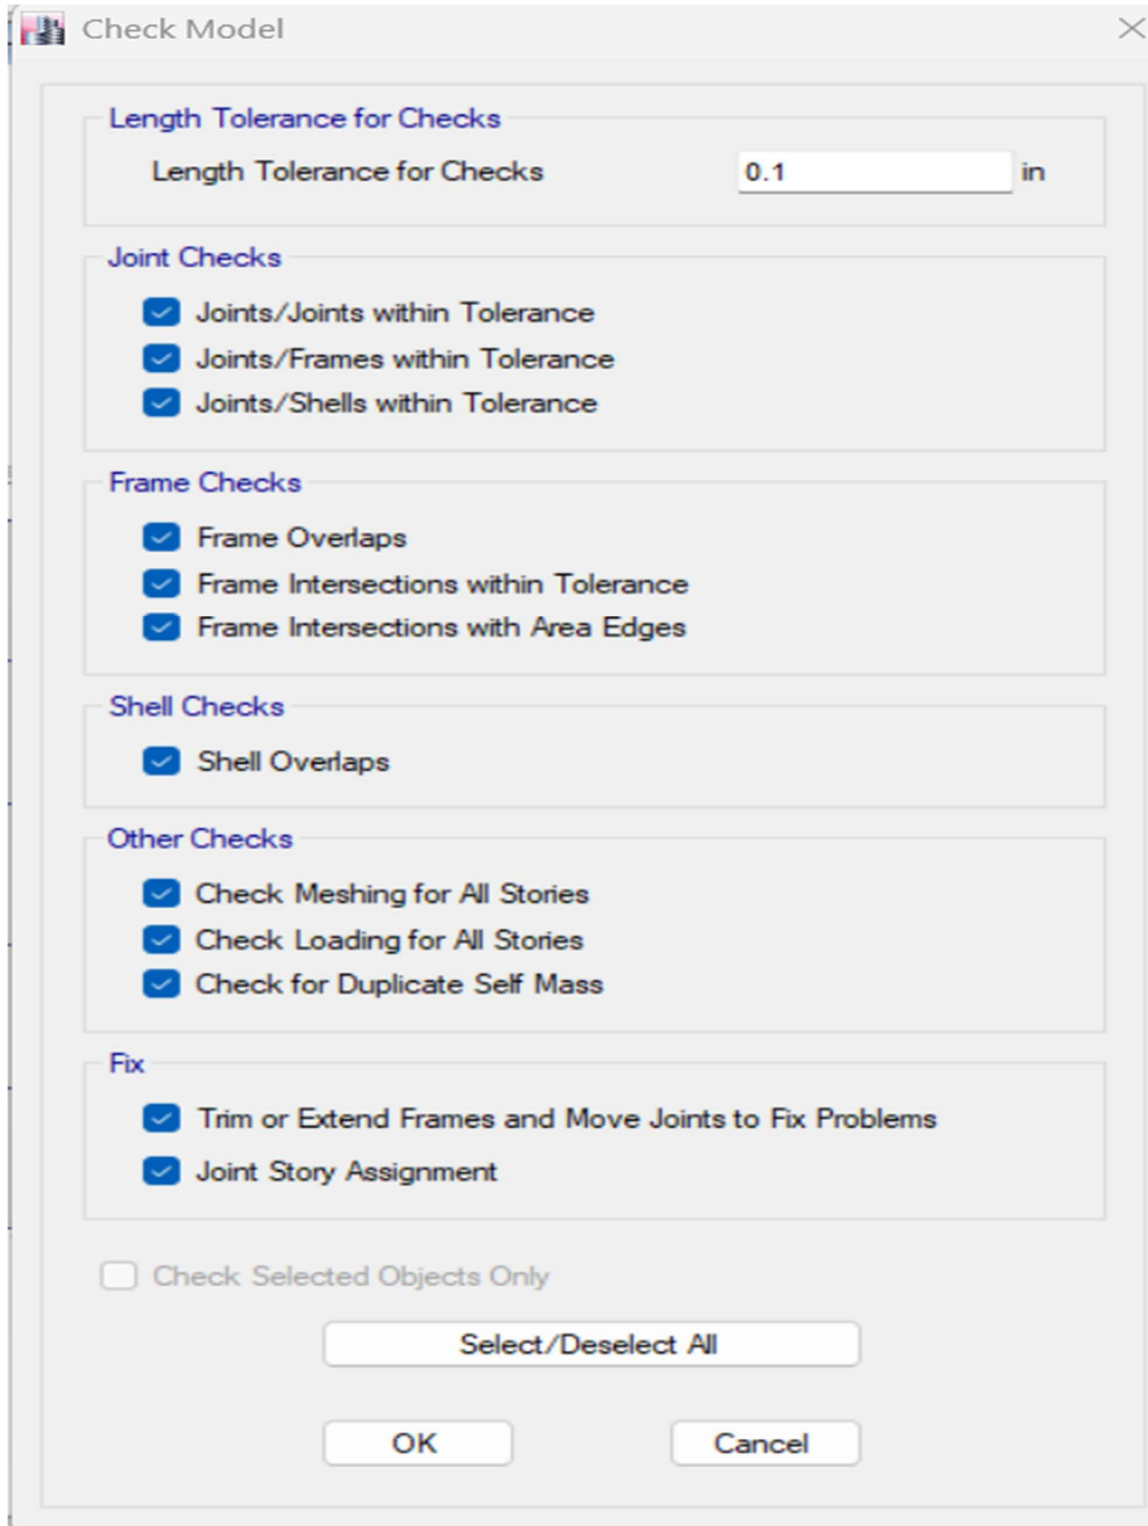 Check Model
Length Tolerance for Checks
Length Tolerance for Checks 0.1 in
Joint Checks
Joints/Joints within Tolerance
Joints/Frames within Tolerance
Joints/Shells within Tolerance
Frame Checks
Frame Overlaps
Frame Intersections within Tolerance
Frame Intersections with Area Edges
Shell Checks
Shell Overlaps
Other Checks
Check Meshing for All Stories
Check Loading for All Stories
Check for Duplicate Self Mass
Fix
Trim or Extend Frames and Move Joints to Fix Problems
Joint Story Assignment
Check Selected Objects Only
Select/Deselect All
OK Cancel